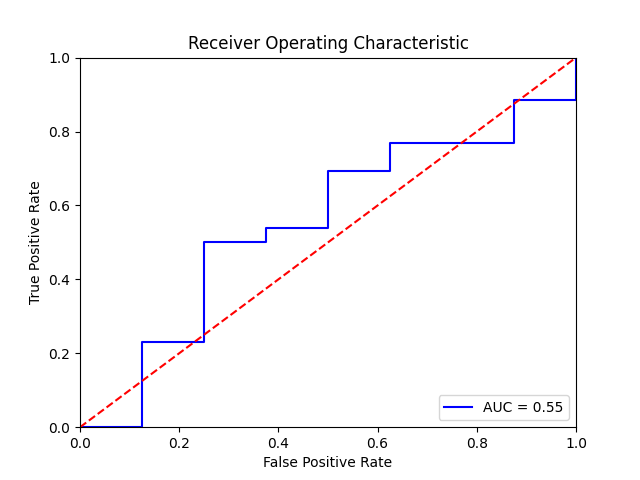 Receiver Operating Characteristic
1.0
0.8
0.6
0.4
0.2
0.0
True Positive Rate
AUC = 0.55
0.0 0.2 0.4 0.6 0.8 1.0
False Positive Rate